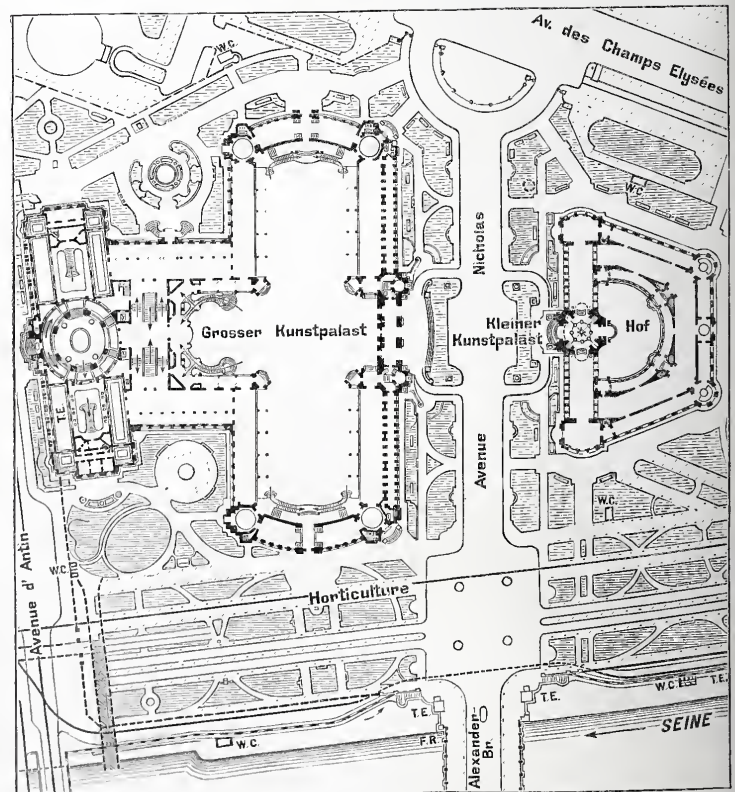 W.C.
Av. des Champs Elysées
W.C.
Nicholas
Grosser Kunstpalast
Kleiner
Kunstpalast
Hof
T.E.
Avenue
W.C.
Avenue d'Antin
W.C.
Horticulture
W.C.
T.E.
T.E.
T.E.
W.C.
F.R.
Alexander-
Br.
SEINE